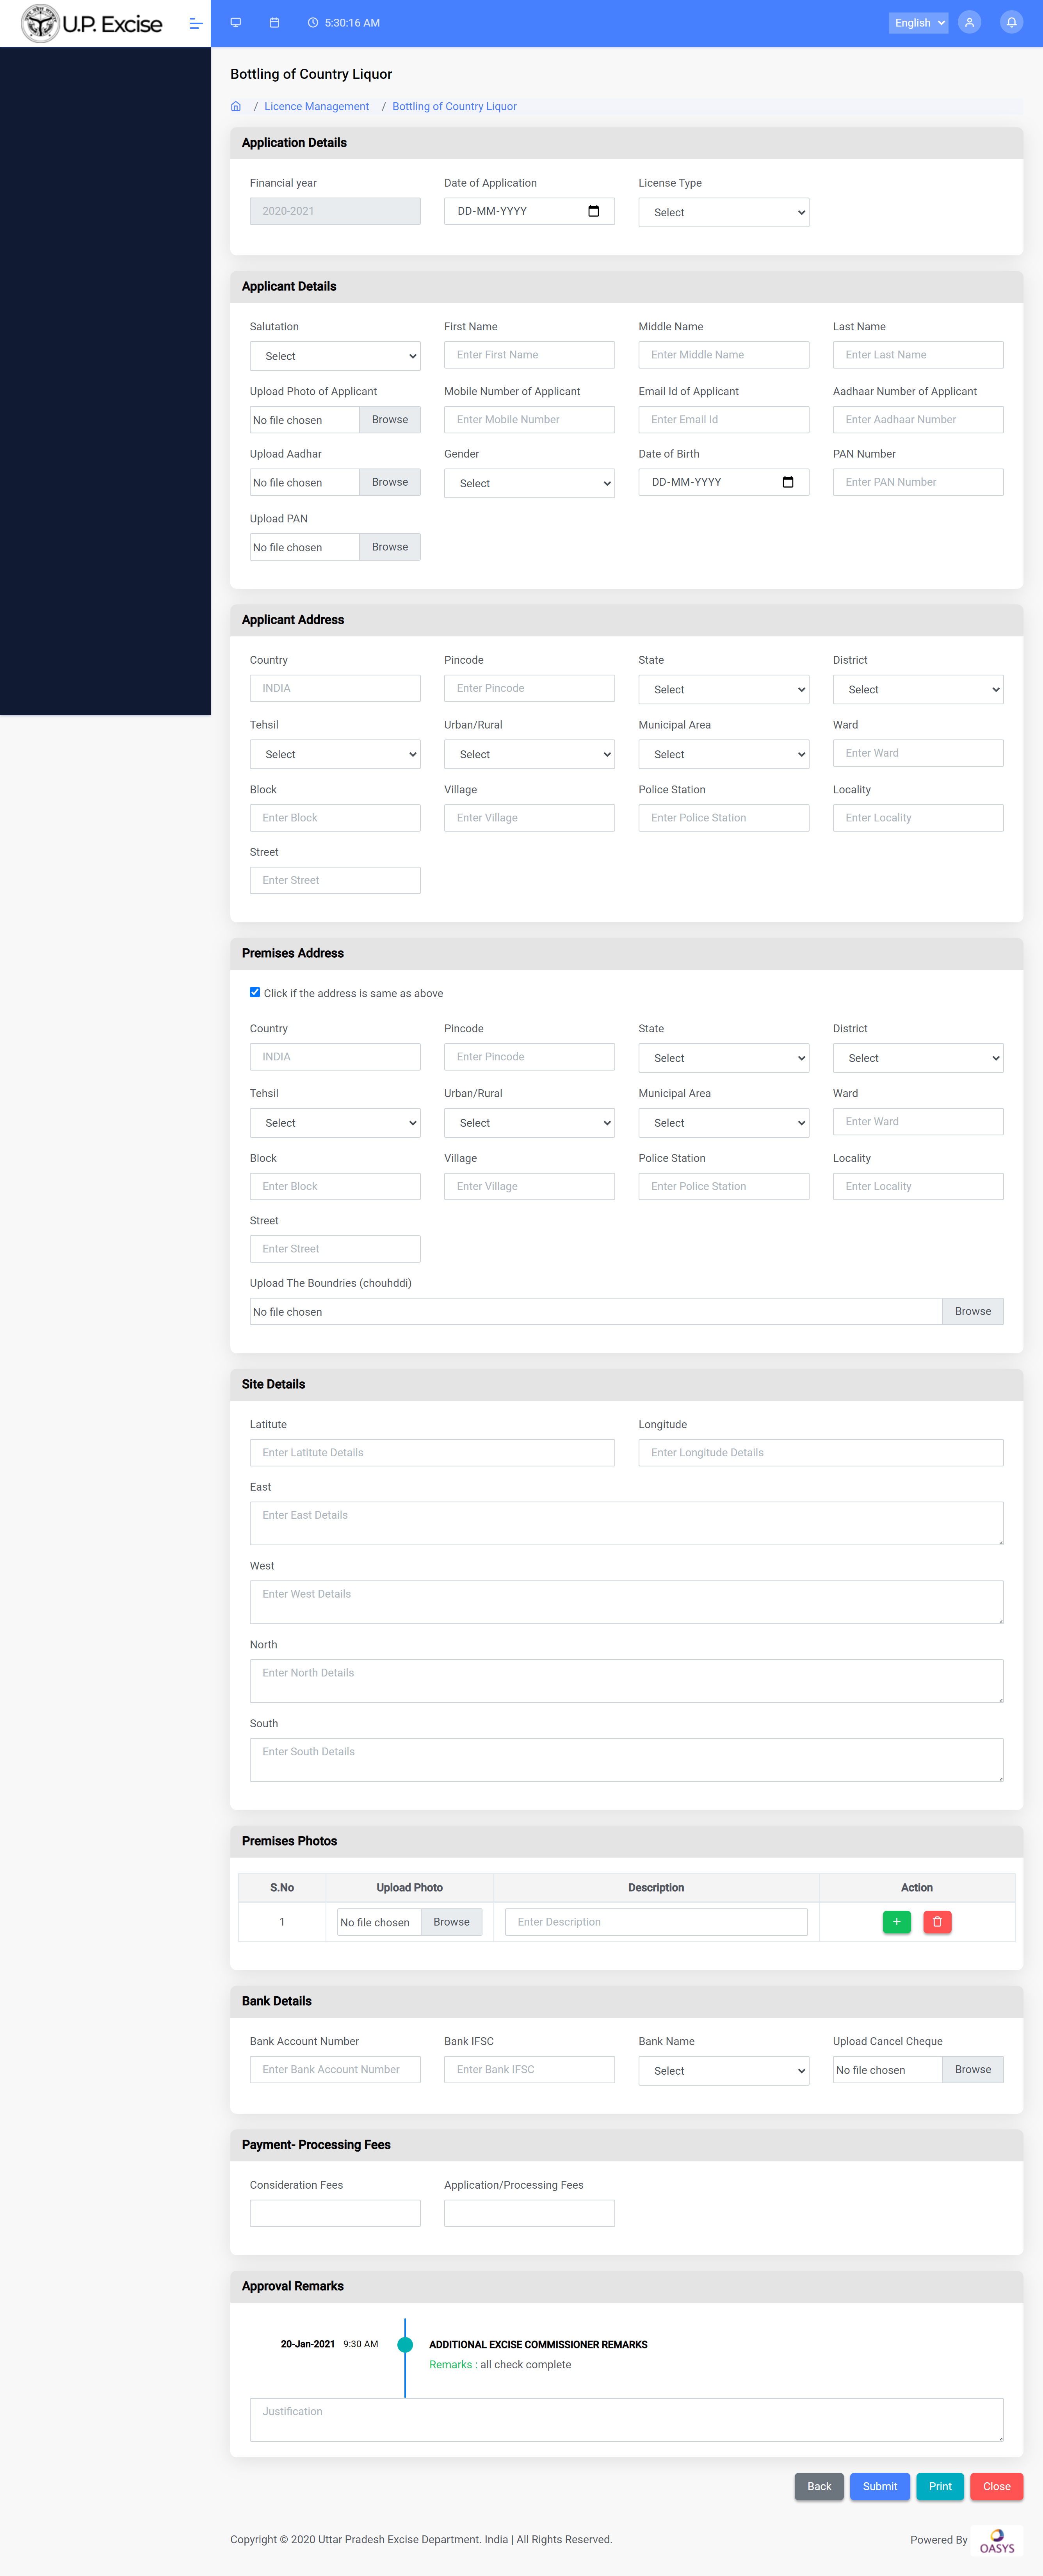 U.P. Excise
5:30:16 AM
English
Bottling of Country Liquor
/ Licence Management / Bottling of Country Liquor
Application Details
Financial year Date of Application License Type
2020-2021 DD-MM-YYYY Select
Applicant Details
Salutation First Name Middle Name Last Name
Select Enter First Name Enter Middle Name Enter Last Name
Upload Photo of Applicant Mobile Number of Applicant Email Id of Applicant Aadhaar Number of Applicant
No file chosen Browse Enter Mobile Number Enter Email Id Enter Aadhaar Number
Upload Aadhar Gender Date of Birth PAN Number
No file chosen Browse Select DD-MM-YYYY Enter PAN Number
Upload PAN
No file chosen Browse
Applicant Address
Country Pincode State District
INDIA Enter Pincode Select Select
Tehsil Urban/Rural Municipal Area Ward
Select Select Select Enter Ward
Block Village Police Station Locality
Enter Block Enter Village Enter Police Station Enter Locality
Street
Enter Street
Premises Address
Click if the address is same as above
Country Pincode State District
INDIA Enter Pincode Select Select
Tehsil Urban/Rural Municipal Area Ward
Select Select Select Enter Ward
Block Village Police Station Locality
Enter Block Enter Village Enter Police Station Enter Locality
Street
Enter Street
Upload The Boundries (chouhddi)
No file chosen Browse
Site Details
Latitute Longitude
Enter Latitute Details Enter Longitude Details
East
Enter East Details
West
Enter West Details
North
Enter North Details
South
Enter South Details
Premises Photos
S.No Upload Photo Description Action
1 No file chosen Browse Enter Description +
Bank Details
Bank Account Number Bank IFSC Bank Name Upload Cancel Cheque
Enter Bank Account Number Enter Bank IFSC Select No file chosen Browse
Payment- Processing Fees
Consideration Fees Application/Processing Fees
Approval Remarks
20-Jan-2021 9:30 AM ADDITIONAL EXCISE COMMISSIONER REMARKS
Remarks : all check complete
Justification
Back Submit Print Close
Copyright © 2020 Uttar Pradesh Excise Department. India | All Rights Reserved. Powered By OASYS